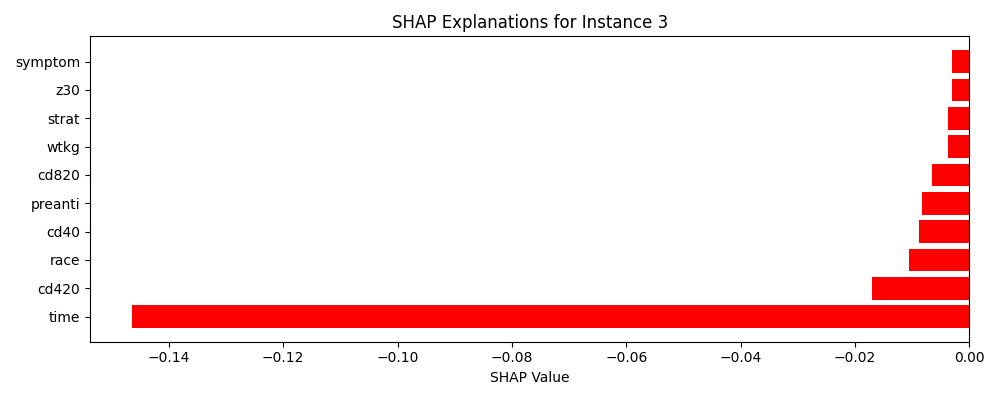 SHAP Explanations for Instance 3
symptom
z30
strat
wtkg
cd820
preanti
cd40
race
cd420
time
−0.14 −0.12 −0.10 −0.08 −0.06 −0.04 −0.02 0.00
SHAP Value